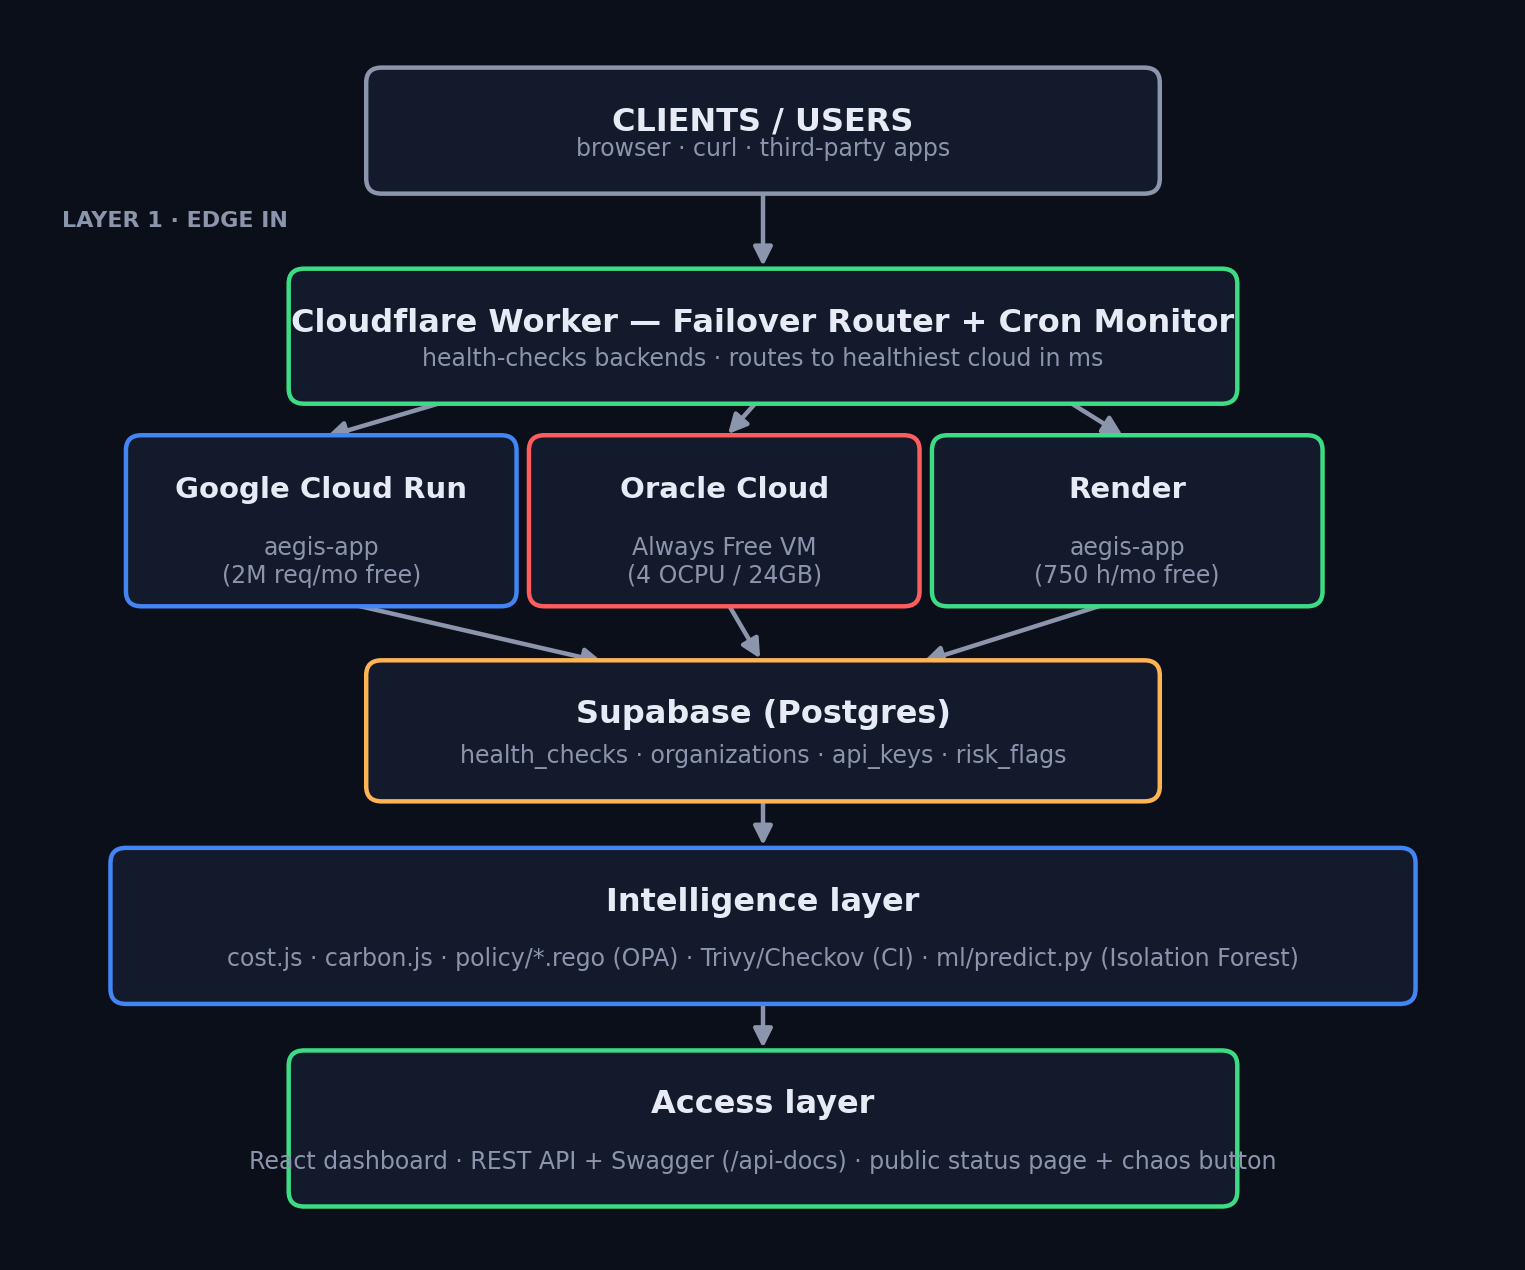 CLIENTS / USERS
browser · curl · third-party apps
LAYER 1 · EDGE IN
Cloudflare Worker — Failover Router + Cron Monitor
health-checks backends · routes to healthiest cloud in ms
Google Cloud Run
aegis-app
(2M req/mo free)
Oracle Cloud
Always Free VM
(4 OCPU / 24GB)
Render
aegis-app
(750 h/mo free)
Supabase (Postgres)
health_checks · organizations · api_keys · risk_flags
Intelligence layer
cost.js · carbon.js · policy/*.rego (OPA) · Trivy/Checkov (CI) · ml/predict.py (Isolation Forest)
Access layer
React dashboard · REST API + Swagger (/api-docs) · public status page + chaos button